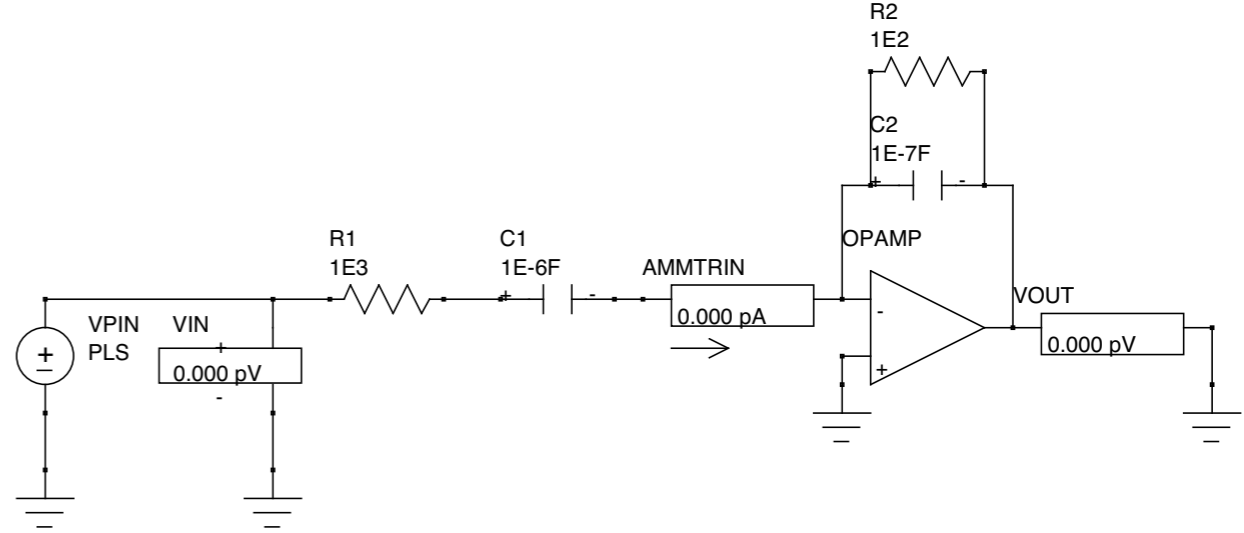 R2
1E2
C2
1E-7F
+ -
R1
1E3
C1
1E-6F
+ -
AMMTRIN
0.000 pA
OPAMP
-
+
VOUT
0.000 pV
VPIN
PLS
+
-
VIN
+
0.000 pV
-